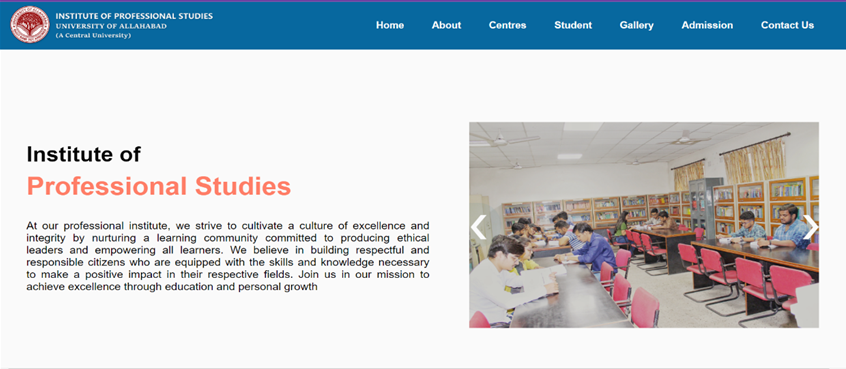 INSTITUTE OF PROFESSIONAL STUDIES
UNIVERSITY OF ALLAHABAD
(A Central University)
Home About Centres Student Gallery Admission Contact Us
Institute of
Professional Studies
At our professional institute, we strive to cultivate a culture of excellence and
integrity by nurturing a learning community committed to producing ethical
leaders and empowering all learners. We believe in building respectful and
responsible citizens who are equipped with the skills and knowledge necessary
to make a positive impact in their respective fields. Join us in our mission to
achieve excellence through education and personal growth